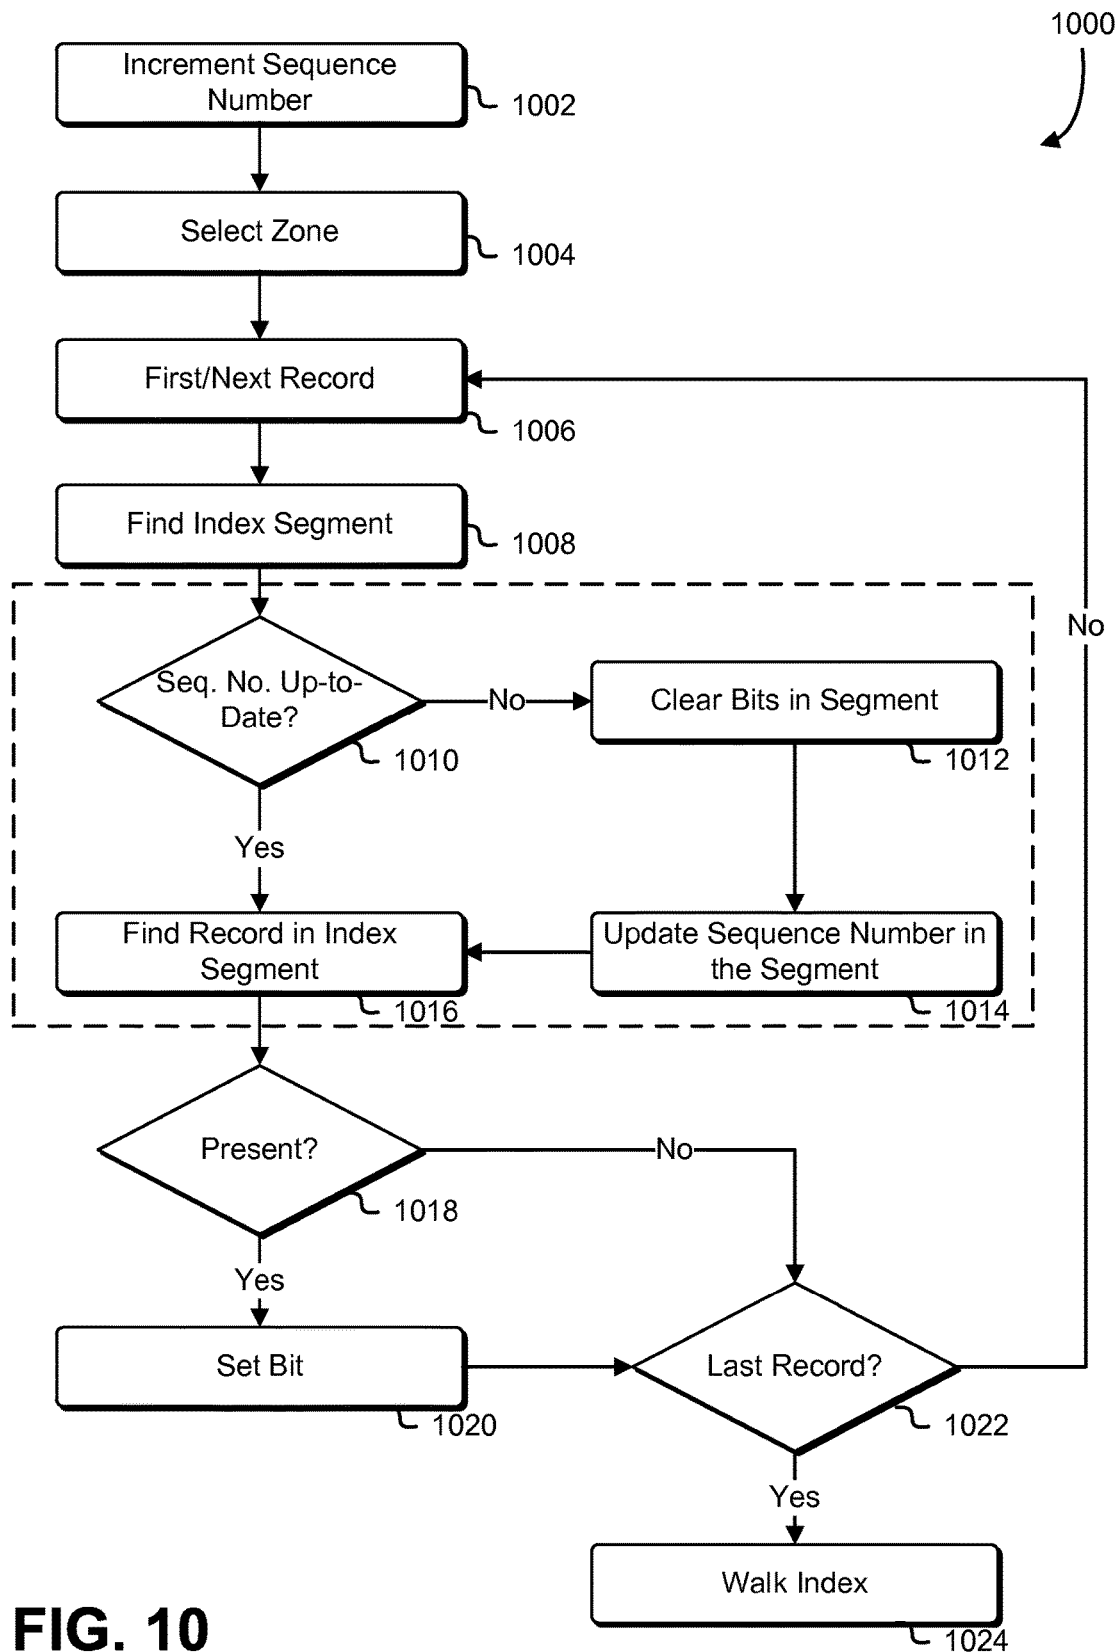 1000
Increment Sequence
Number
1002
Select Zone
1004
First/Next Record
1006
Find Index Segment
1008
No
Seq. No. Up-to-
Date?
1010
No
Clear Bits in Segment
1012
Yes
Find Record in Index
Segment
1016
Update Sequence Number in
the Segment
1014
Present?
1018
No
Yes
Set Bit
1020
Last Record?
1022
Yes
Walk Index
1024
FIG. 10